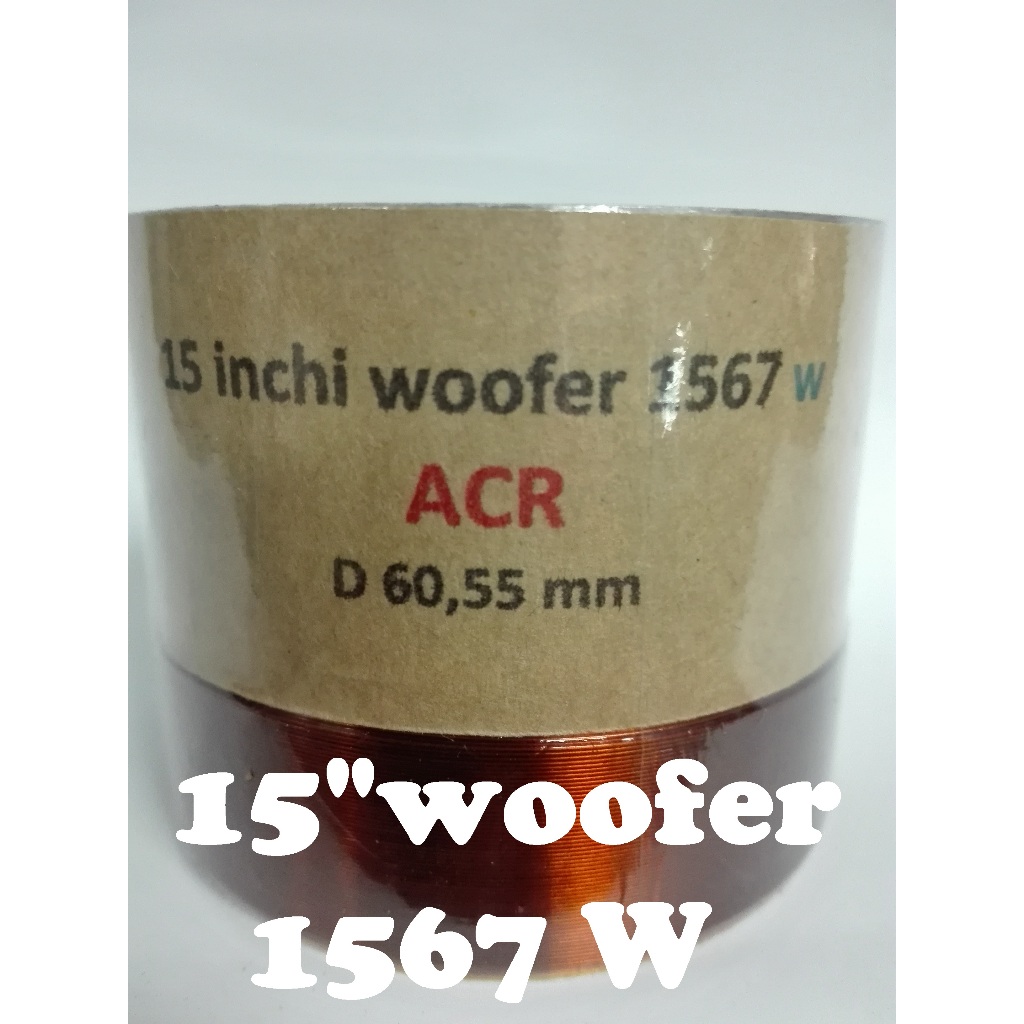 15 inchi woofer 1567 w
ACR
D 60,55 mm
15"woofer
1567 W